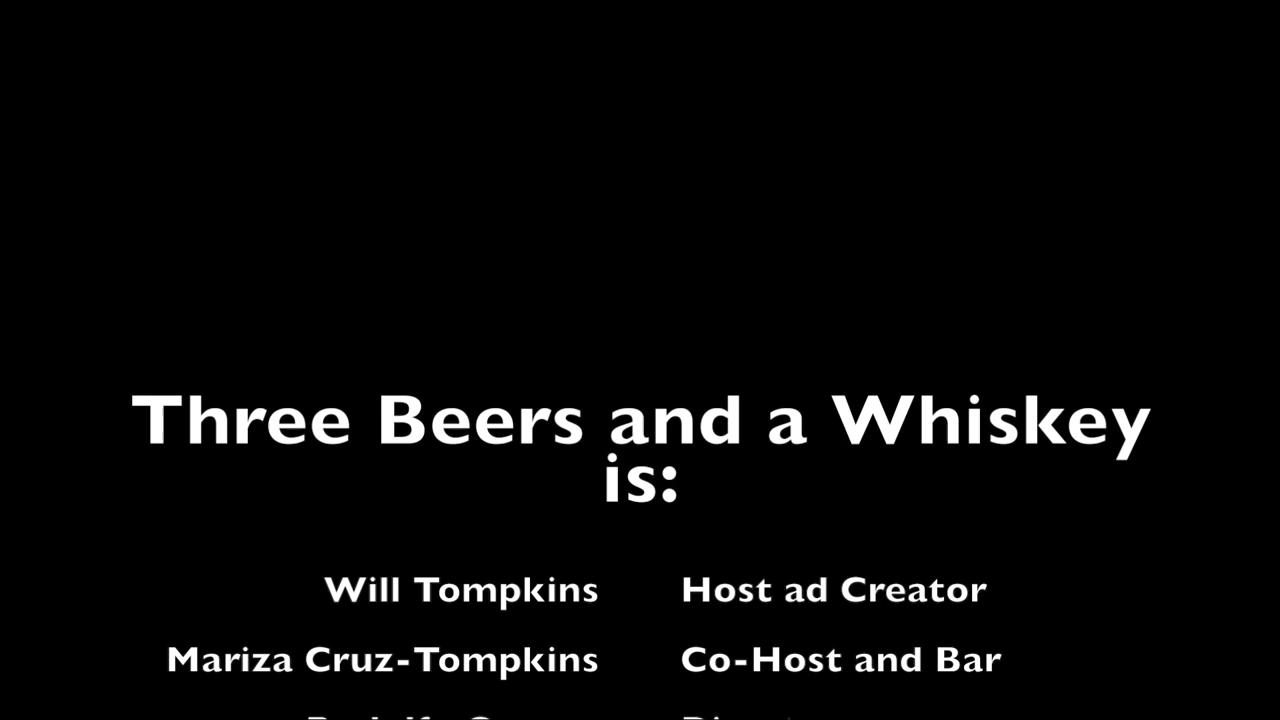 Three Beers and a Whiskey
is:
Will Tompkins Host ad Creator
Mariza Cruz-Tompkins Co-Host and Bar